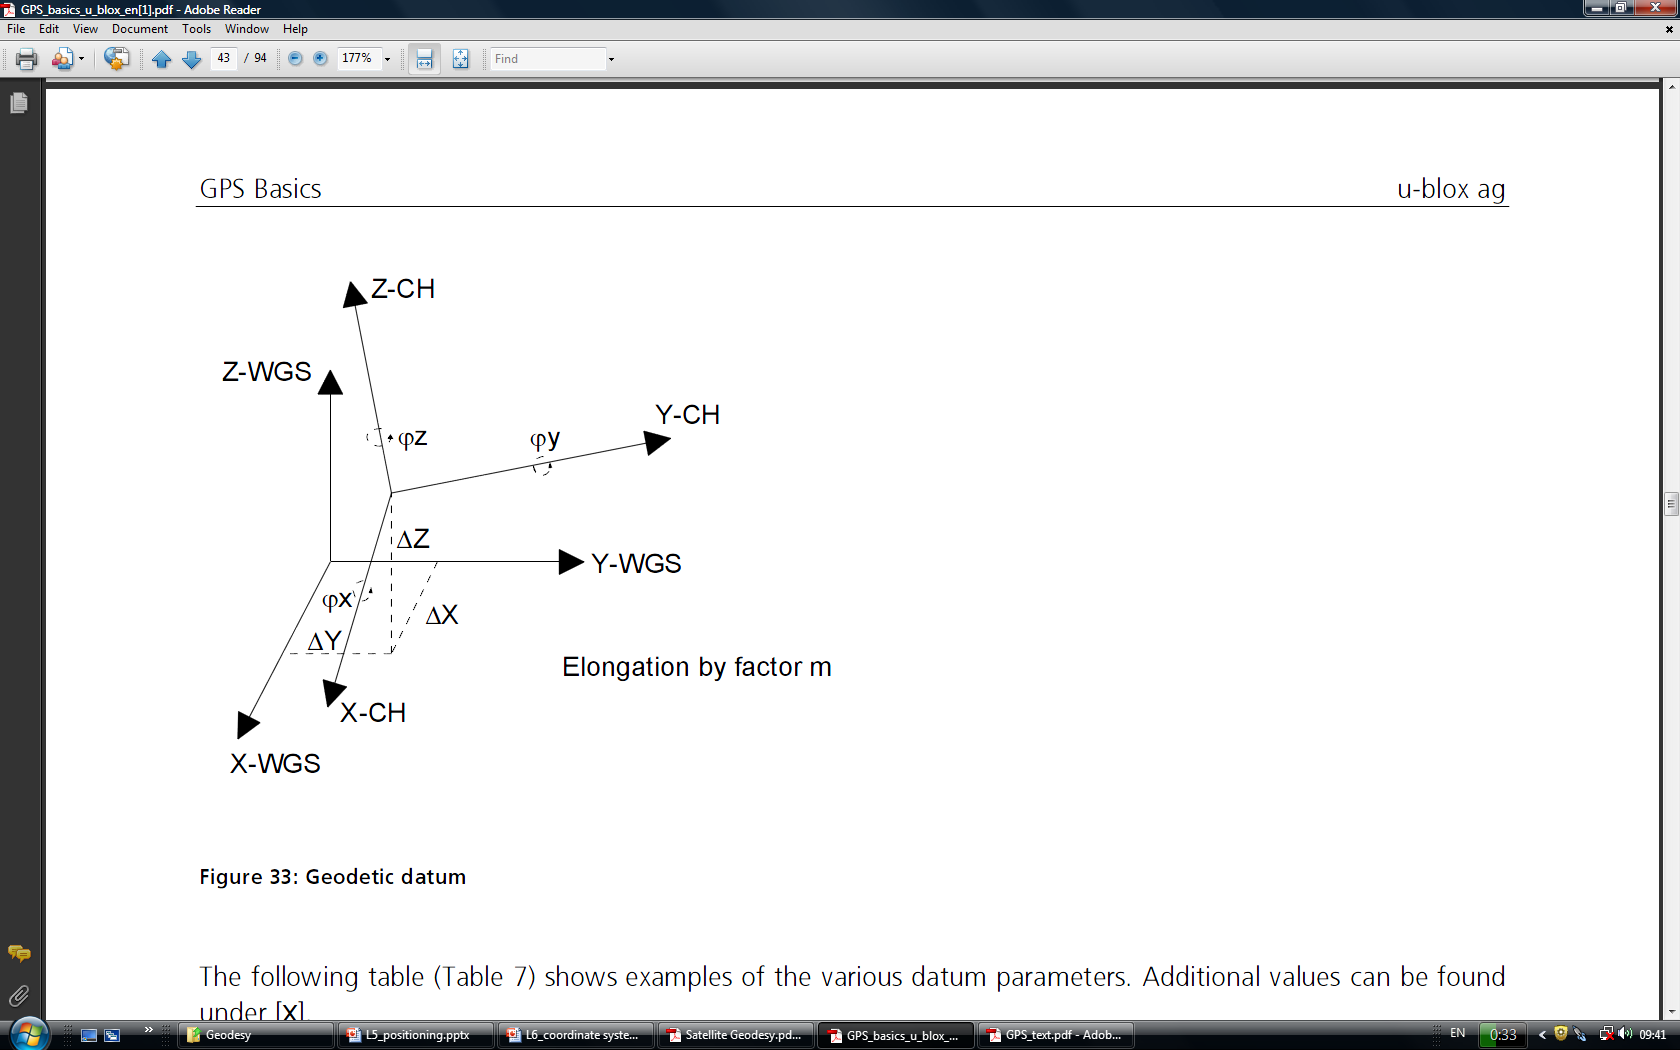 GPS_basics_u_blox_en[1].pdf - Adobe Reader
File Edit View Document Tools Window Help
43 / 94 177% Find
GPS Basics u-blox ag
Z-CH
Z-WGS
Y-CH
φz φy
ΔZ
Y-WGS
φx
ΔX
ΔY
Elongation by factor m
X-CH
X-WGS
Figure 33: Geodetic datum
The following table (Table 7) shows examples of the various datum parameters. Additional values can be found
under [X].
Geodesy L5_positioning.pptx L6_coordinate syste... Satellite Geodesy.pd... GPS_basics_u_blox_... GPS_text.pdf - Adob... EN 0:33 09:41